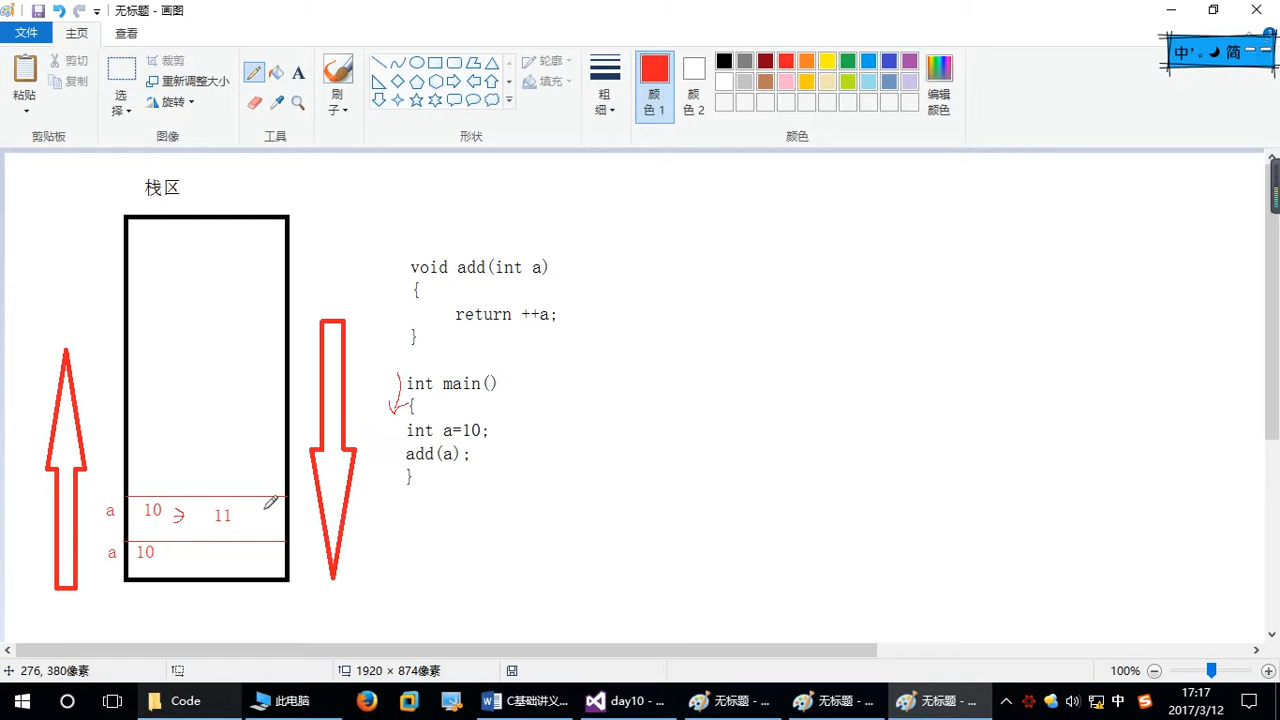 无标题 - 画图
文件 主页 查看
粘贴
剪切
复制
剪贴板
选择
裁剪
重新调整大小
旋转
图像
A
工具
刷子
轮廓
填充
形状
粗细
颜色 1
颜色 2
编辑颜色
颜色
中 简
栈区
void add(int a)
{
return ++a;
}
int main()
{
int a=10;
add(a);
}
a 10 11
a 10
276, 380像素
1920 × 874像素
100%
Code
此电脑
C基础讲义...
day10 - ...
无标题 - ...
无标题 - ...
无标题 - ...
中
17:17
2017/3/12